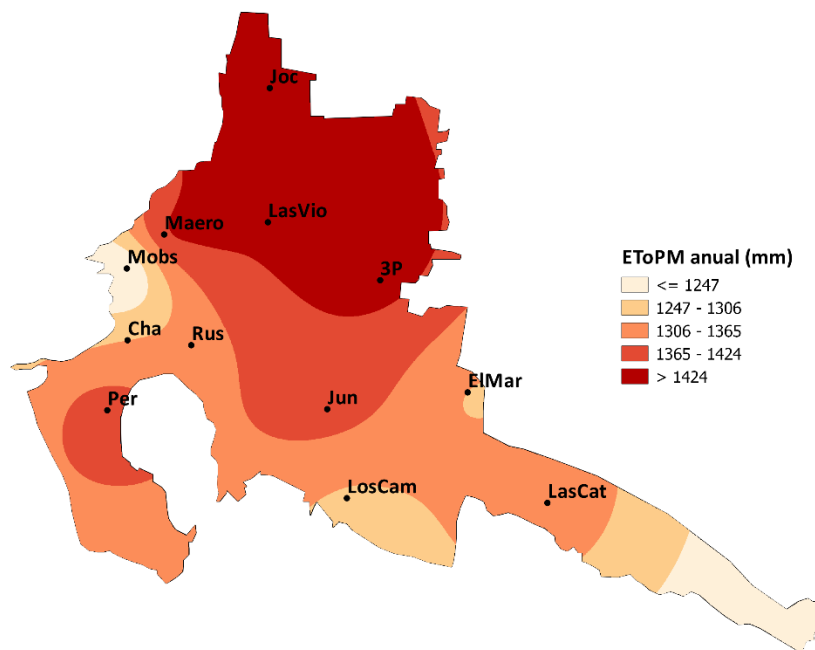 Joc
LasVio
Maero
Mobs
3P
Cha
Rus
Per
Jun
ElMar
LosCam
LasCat
EToPM anual (mm)
<= 1247
1247 - 1306
1306 - 1365
1365 - 1424
> 1424